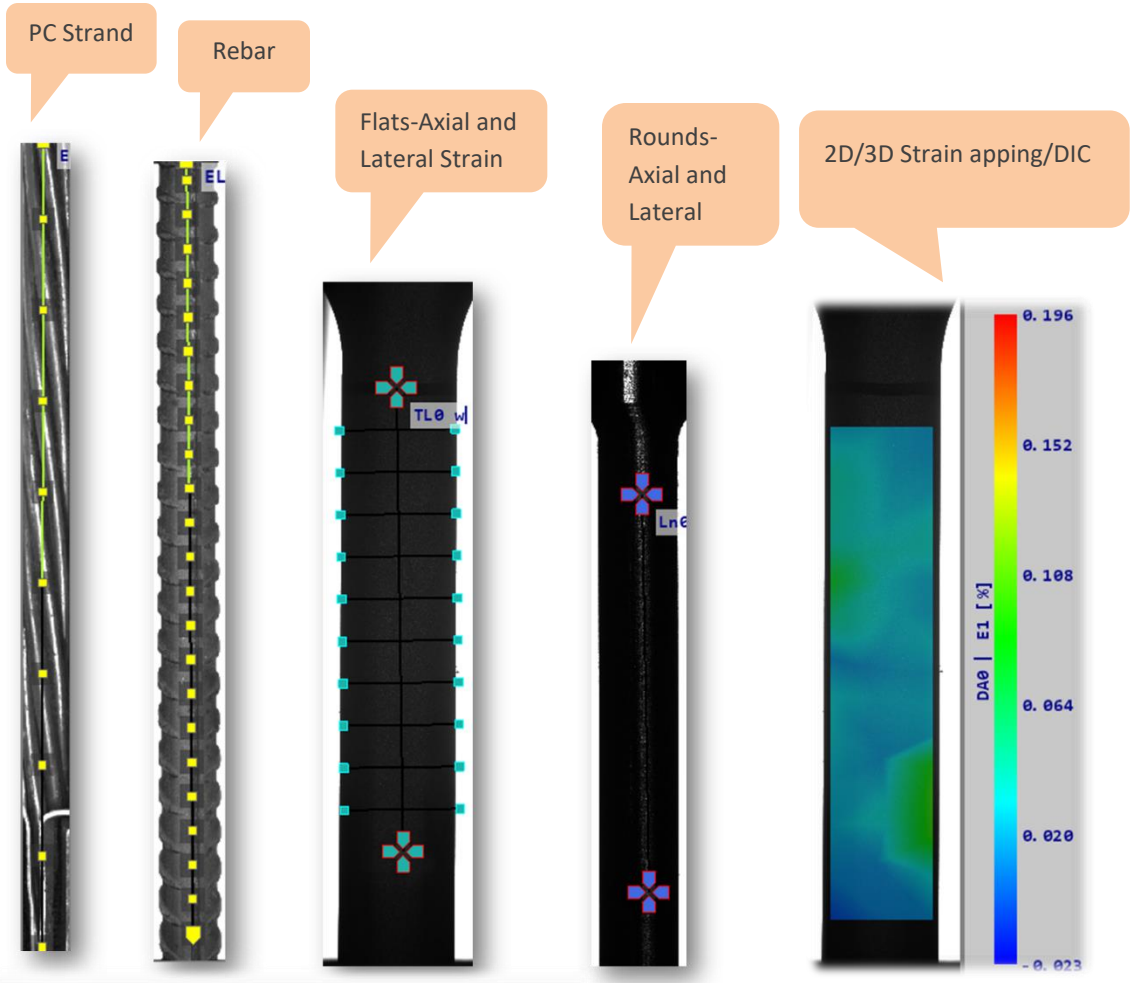 PC Strand
Rebar
Flats-Axial and
Lateral Strain
Rounds-
Axial and
Lateral
2D/3D Strain apping/DIC
E
EL
TL0 w
Ln0
0.196
0.152
0.108
0.064
0.020
-0.023
DA0 | E1 [%]